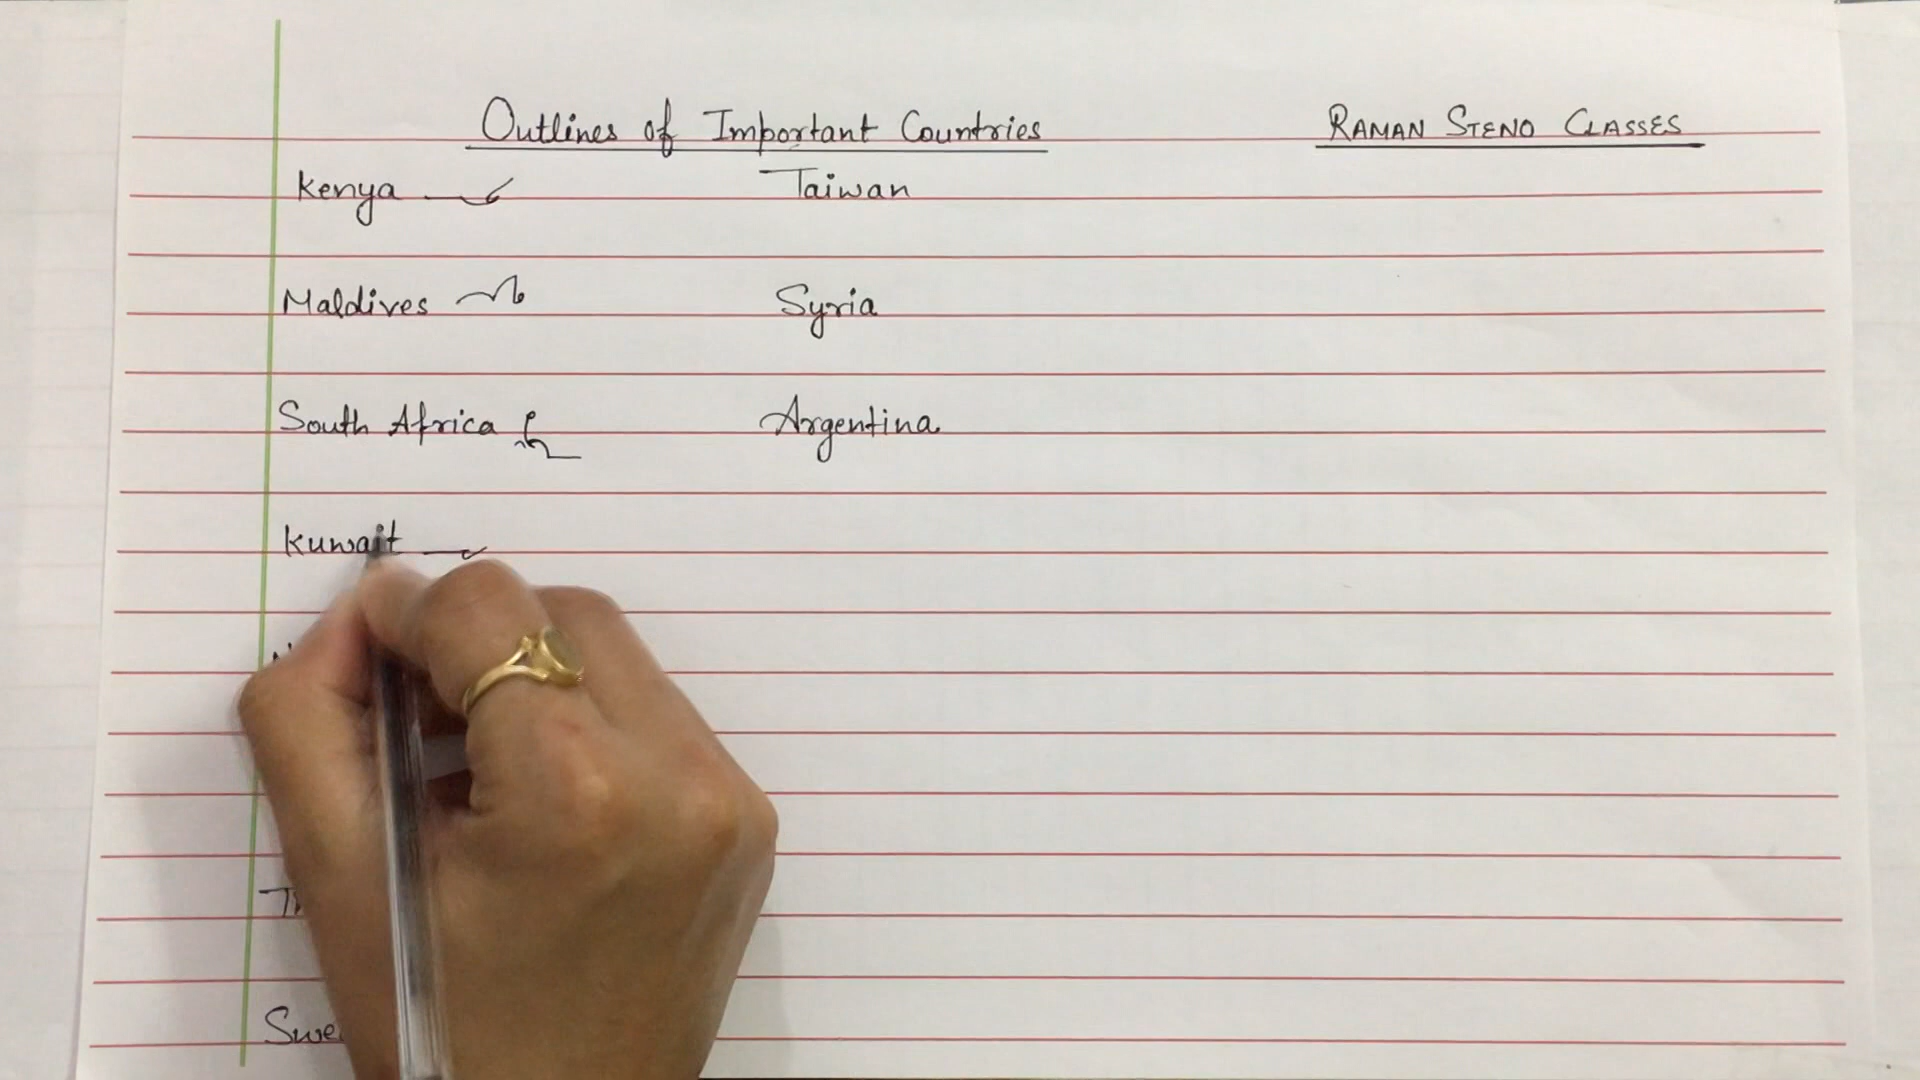 Outlines of Important Countries RAMAN STENO CLASSES
Kenya Taiwan
Maldives Syria
South Africa Argentina
Kuwait